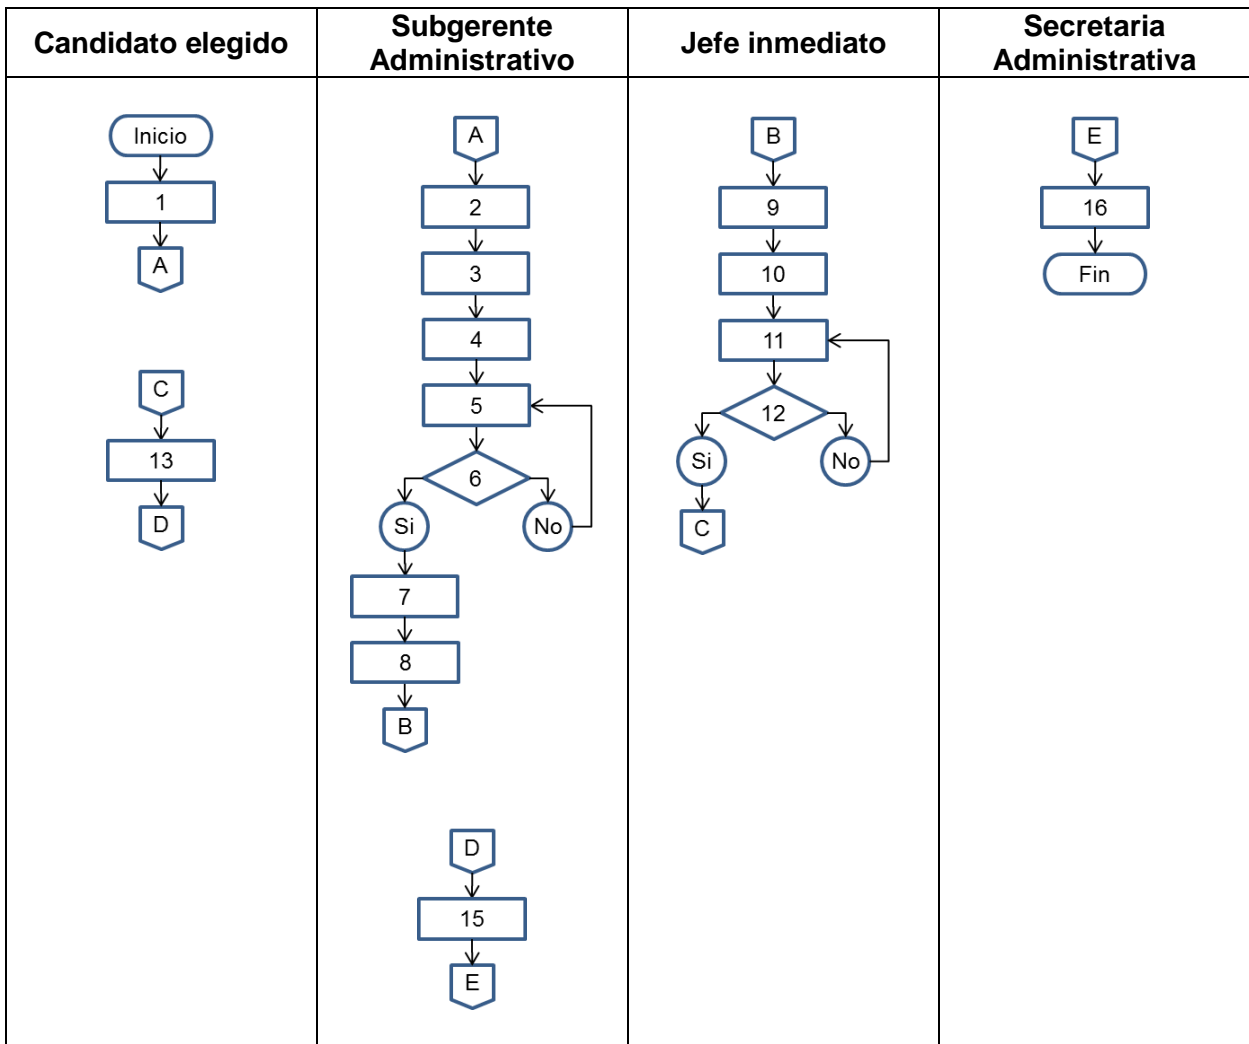 Candidato elegido
Subgerente
Administrativo
Jefe inmediato
Secretaria
Administrativa
Inicio
1
A
C
13
D
A
2
3
4
5
6
Si
No
7
8
B
D
15
E
B
9
10
11
12
Si
No
C
E
16
Fin